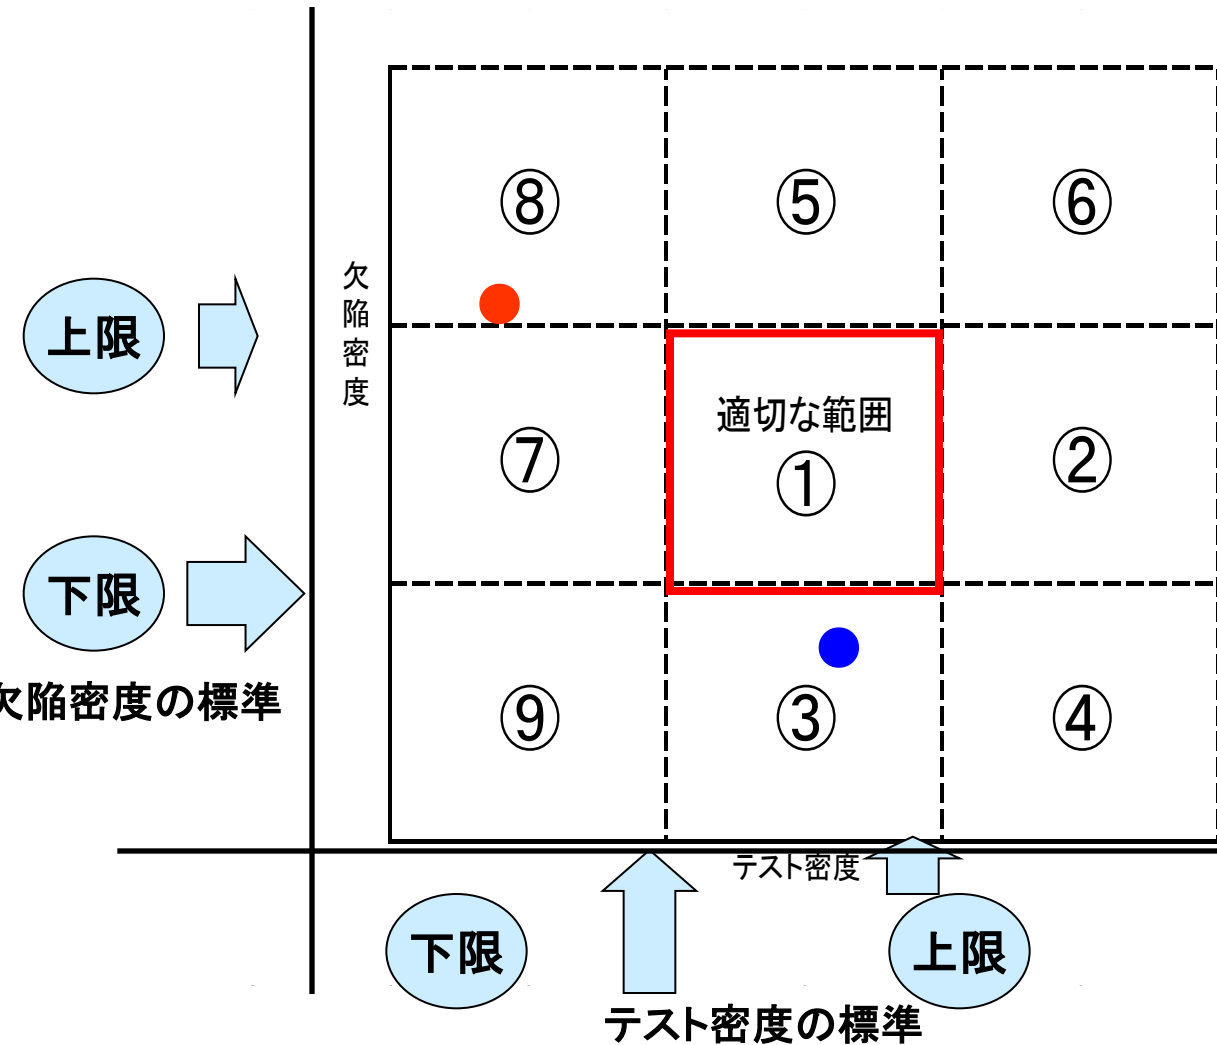 ⑧
⑤
⑥
上限
欠陥密度
適切な範囲
⑦
①
②
下限
欠陥密度の標準
⑨
③
④
テスト密度
下限
上限
テスト密度の標準